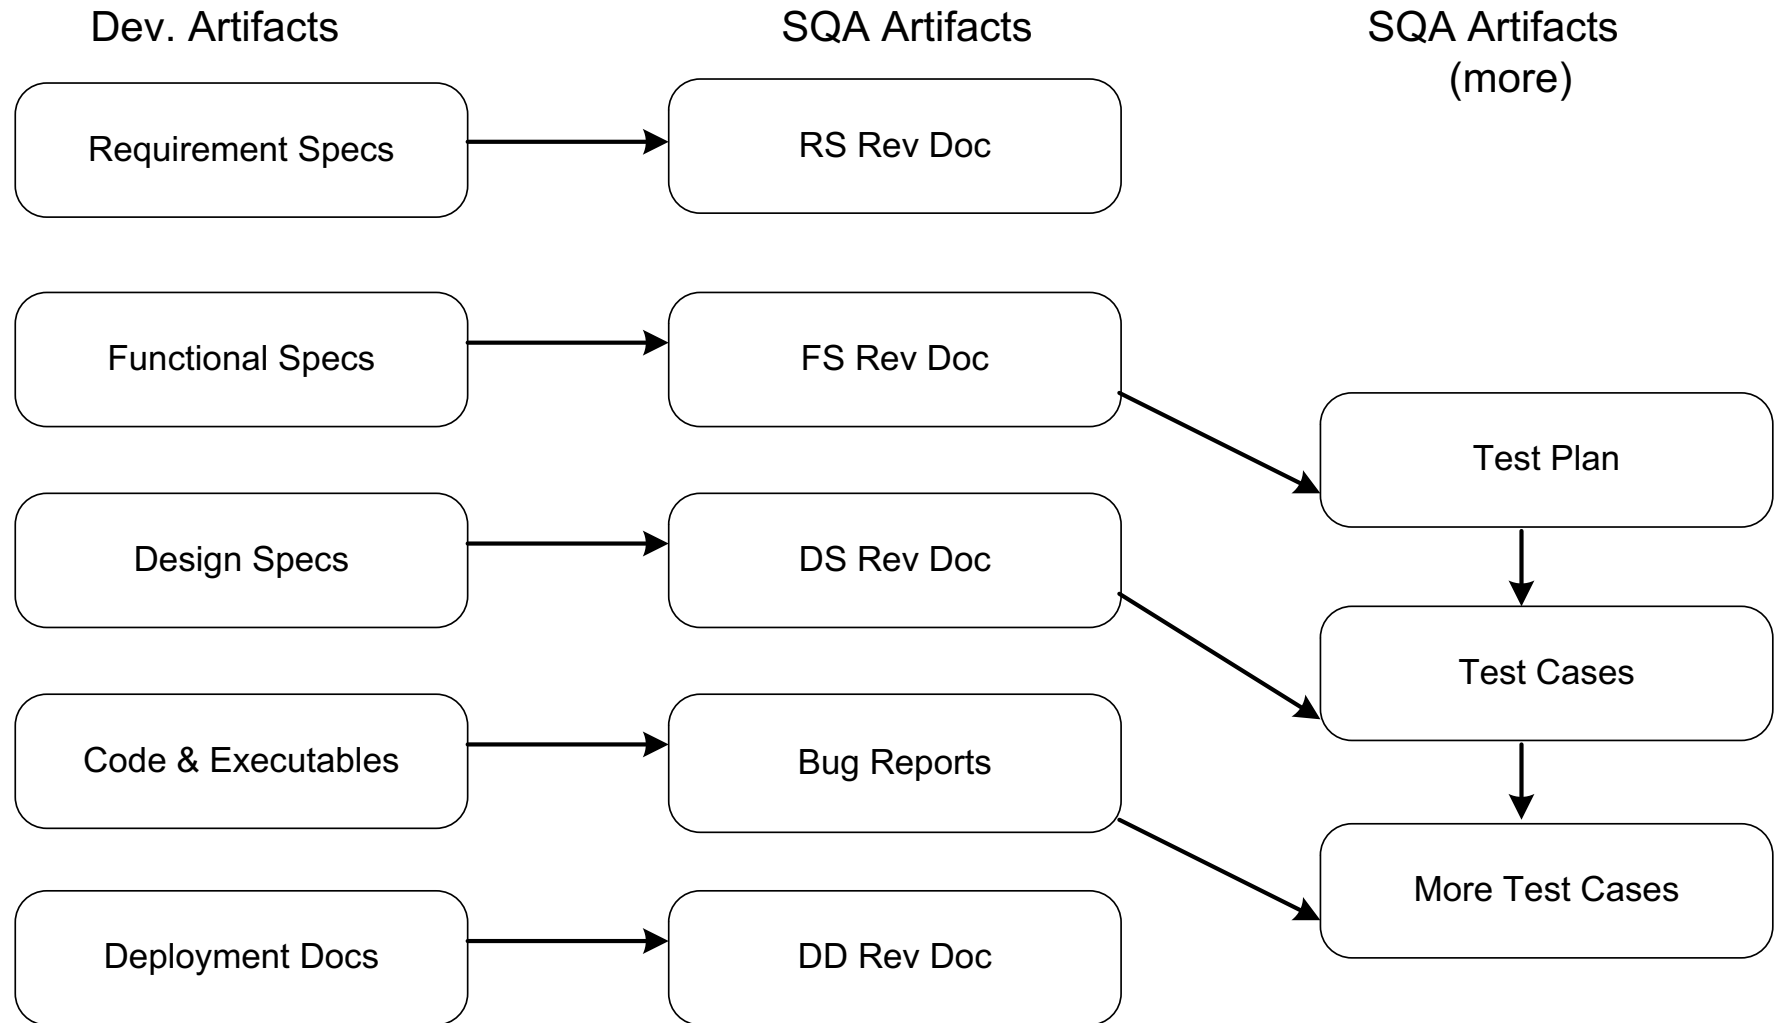 Dev. Artifacts
SQA Artifacts
SQA Artifacts
(more)
Requirement Specs
RS Rev Doc
Functional Specs
FS Rev Doc
Test Plan
Design Specs
DS Rev Doc
Test Cases
Code & Executables
Bug Reports
More Test Cases
Deployment Docs
DD Rev Doc